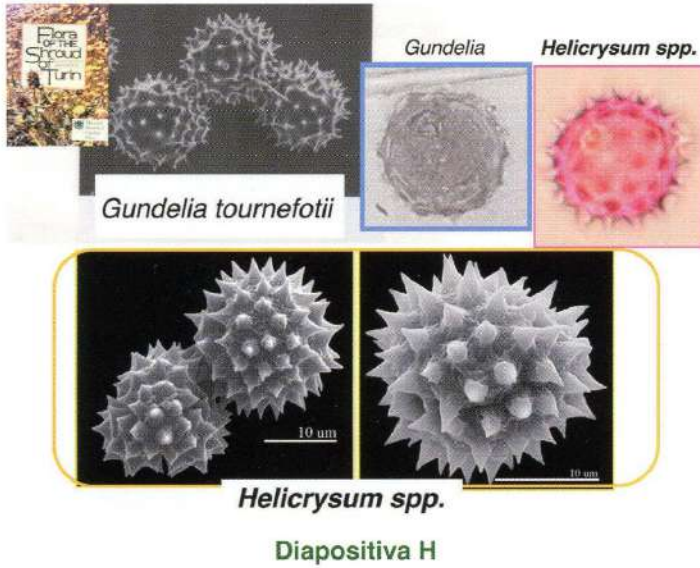 Flora
OF THE
Shroud
OF
Turin
Gundelia tournefotii
Gundelia
Helicrysum spp.
10 um
10 um
Helicrysum spp.
Diapositiva H